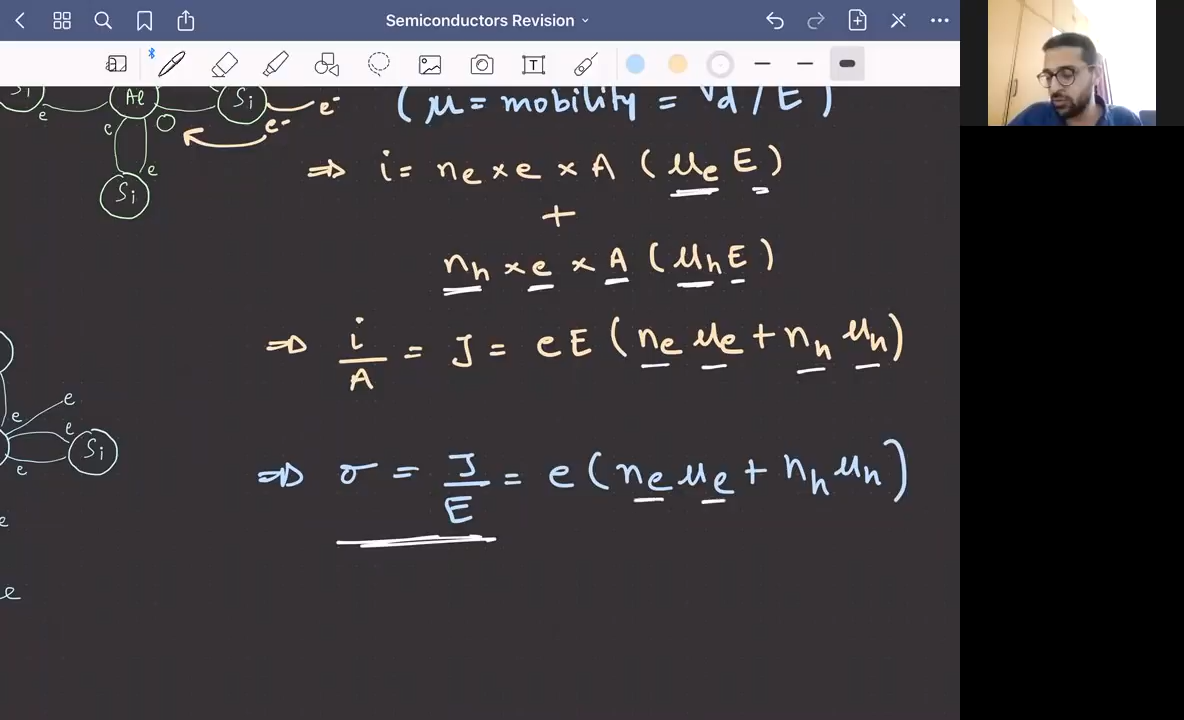 Semiconductors Revision
T
Si e Al Si e⁻
e⁻
e e
Si
(μ = mobility = Vd / E)
⇒ i = ne × e × A (μe E)
+
nh × e × A (μh E)
⇒ i/A = J = eE (ne μe + nh μh)
e e e Si e
⇒ σ = J/E = e (ne μe + nh μh)
e
e